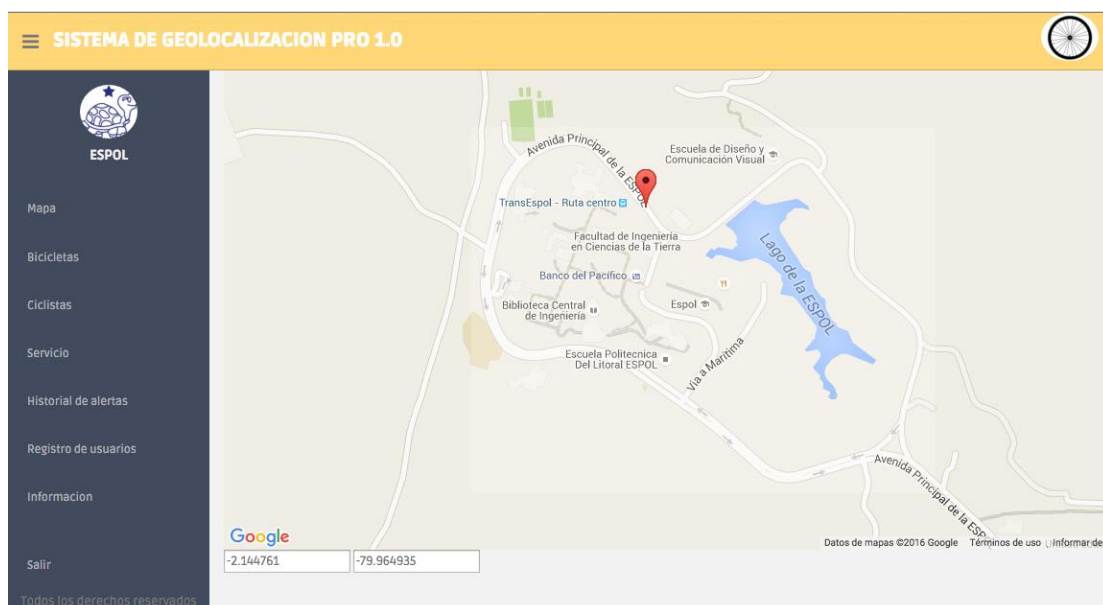 SISTEMA DE GEOLOCALIZACION PRO 1.0
ESPOL
Mapa
Bicicletas
Ciclistas
Servicio
Historial de alertas
Registro de usuarios
Informacion
Salir
Todos los derechos reservados
Avenida Principal de la ESPOL
Escuela de Diseño y
Comunicación Visual
TransEspol - Ruta centro
Facultad de Ingeniería
en Ciencias de la Tierra
Lago de la ESPOL
Banco del Pacífico
Biblioteca Central
de Ingeniería
Espol
Escuela Politecnica
Del Litoral ESPOL
Via a Maritima
Avenida Principal de la ESPOL
Google
Datos de mapas ©2016 Google
Términos de uso
Informar de
-2.144761
-79.964935